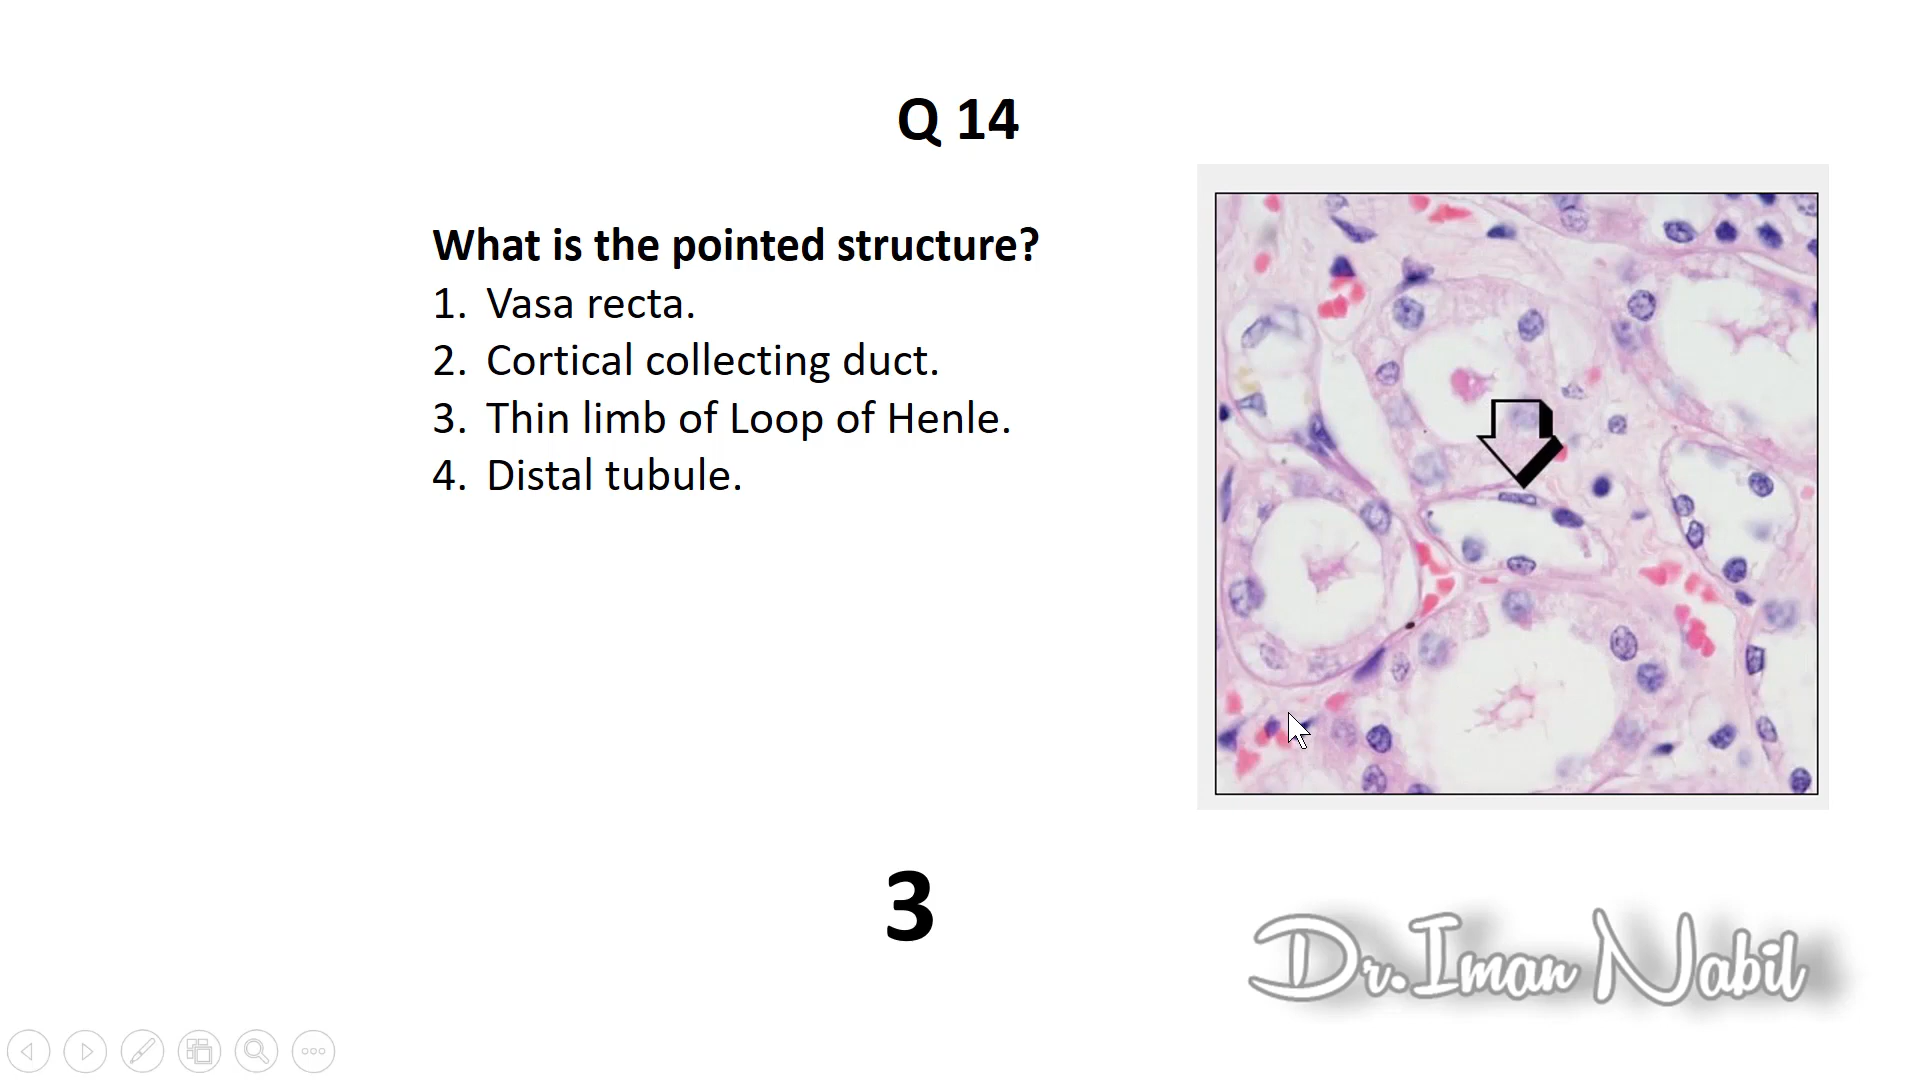 Q 14
What is the pointed structure?
1. Vasa recta.
2. Cortical collecting duct.
3. Thin limb of Loop of Henle.
4. Distal tubule.
3
Dr.Iman Nabil